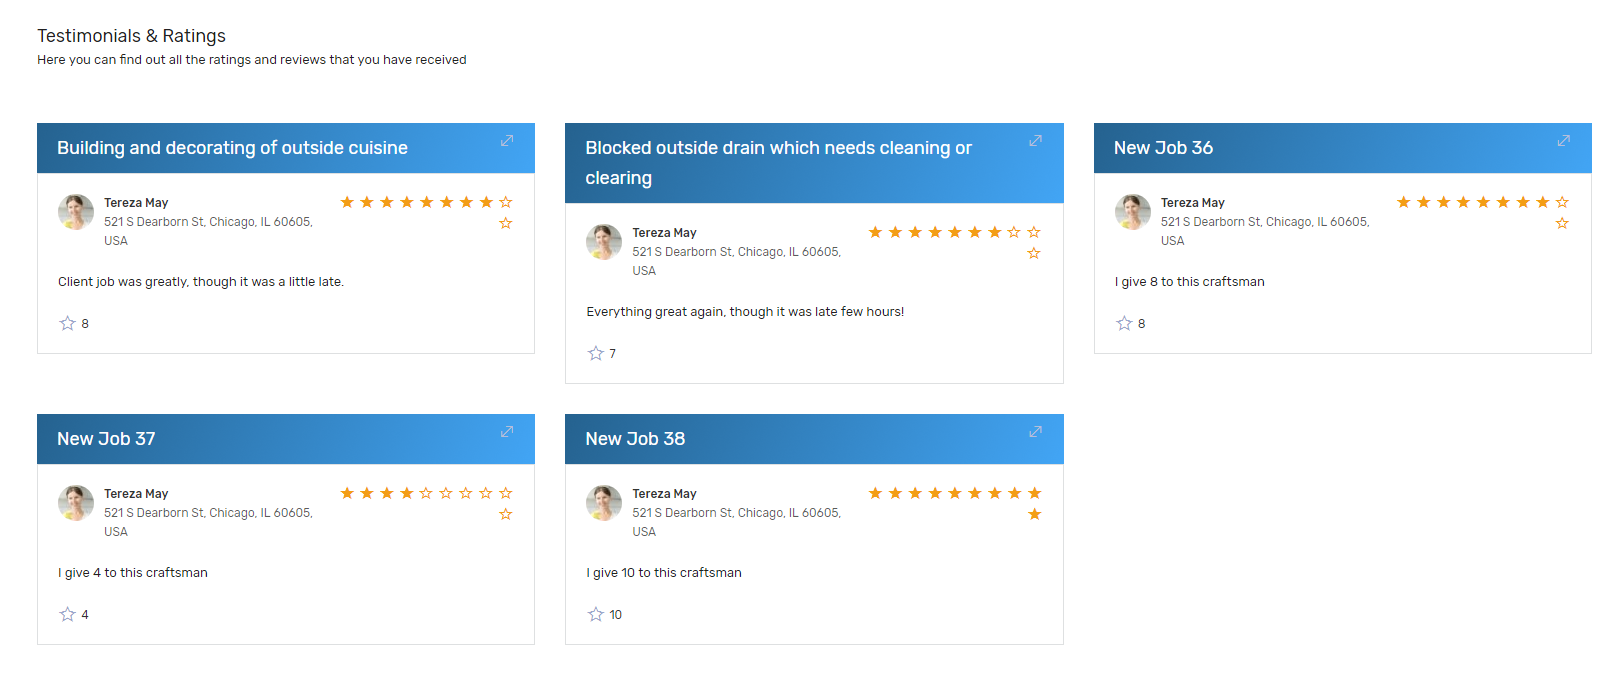 Testimonials & Ratings
Here you can find out all the ratings and reviews that you have received
Building and decorating of outside cuisine
Tereza May
521 S Dearborn St, Chicago, IL 60605,
USA
Client job was greatly, though it was a little late.
8
Blocked outside drain which needs cleaning or
clearing
Tereza May
521 S Dearborn St, Chicago, IL 60605,
USA
Everything great again, though it was late few hours!
7
New Job 36
Tereza May
521 S Dearborn St, Chicago, IL 60605,
USA
I give 8 to this craftsman
8
New Job 37
Tereza May
521 S Dearborn St, Chicago, IL 60605,
USA
I give 4 to this craftsman
4
New Job 38
Tereza May
521 S Dearborn St, Chicago, IL 60605,
USA
I give 10 to this craftsman
10